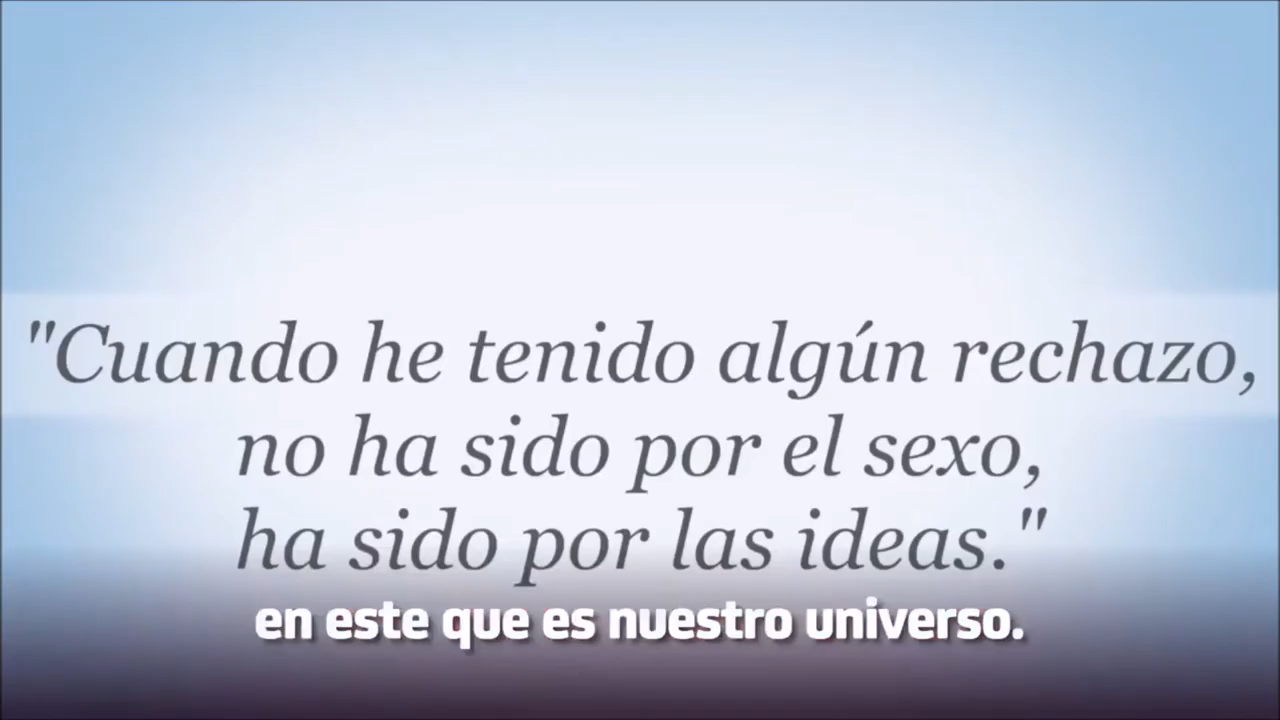 "Cuando he tenido algún rechazo,
no ha sido por el sexo,
ha sido por las ideas."
en este que es nuestro universo.